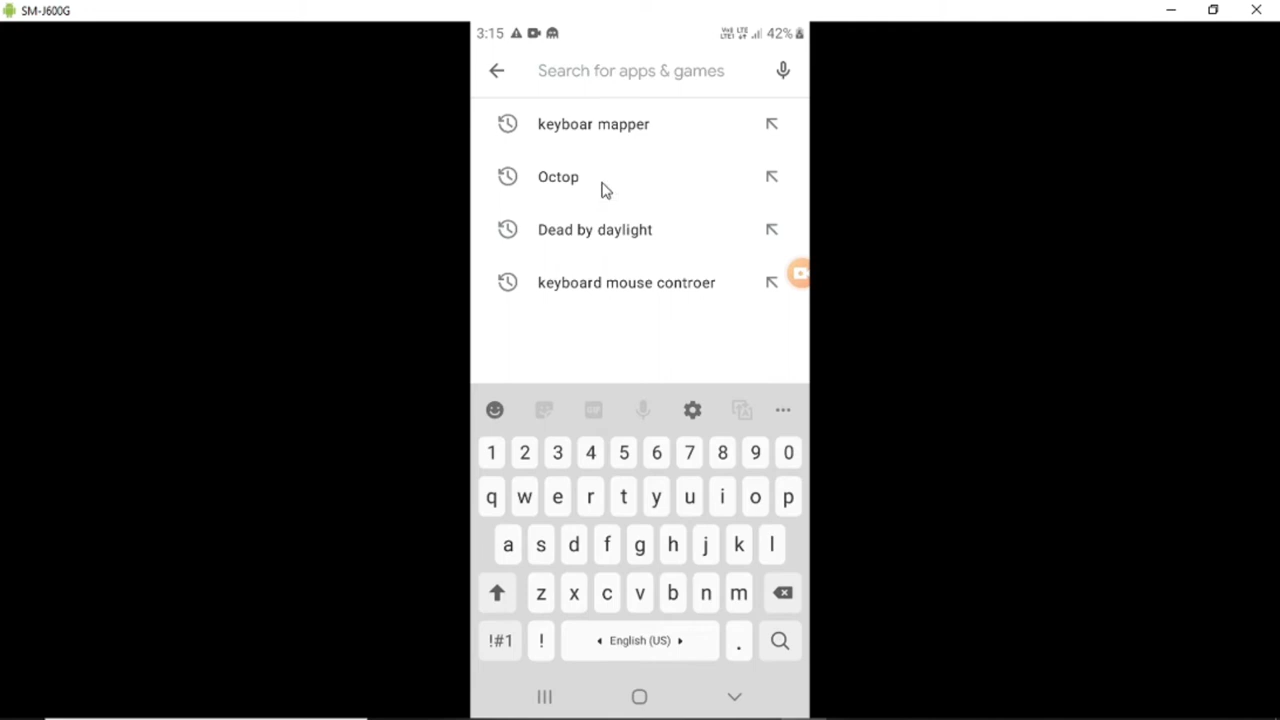 SM-J600G
3:15 42%
Search for apps & games
keyboar mapper
Octop
Dead by daylight
keyboard mouse controer
GIF
1 2 3 4 5 6 7 8 9 0
q w e r t y u i o p
a s d f g h j k l
z x c v b n m
!#1 ! English (US) .